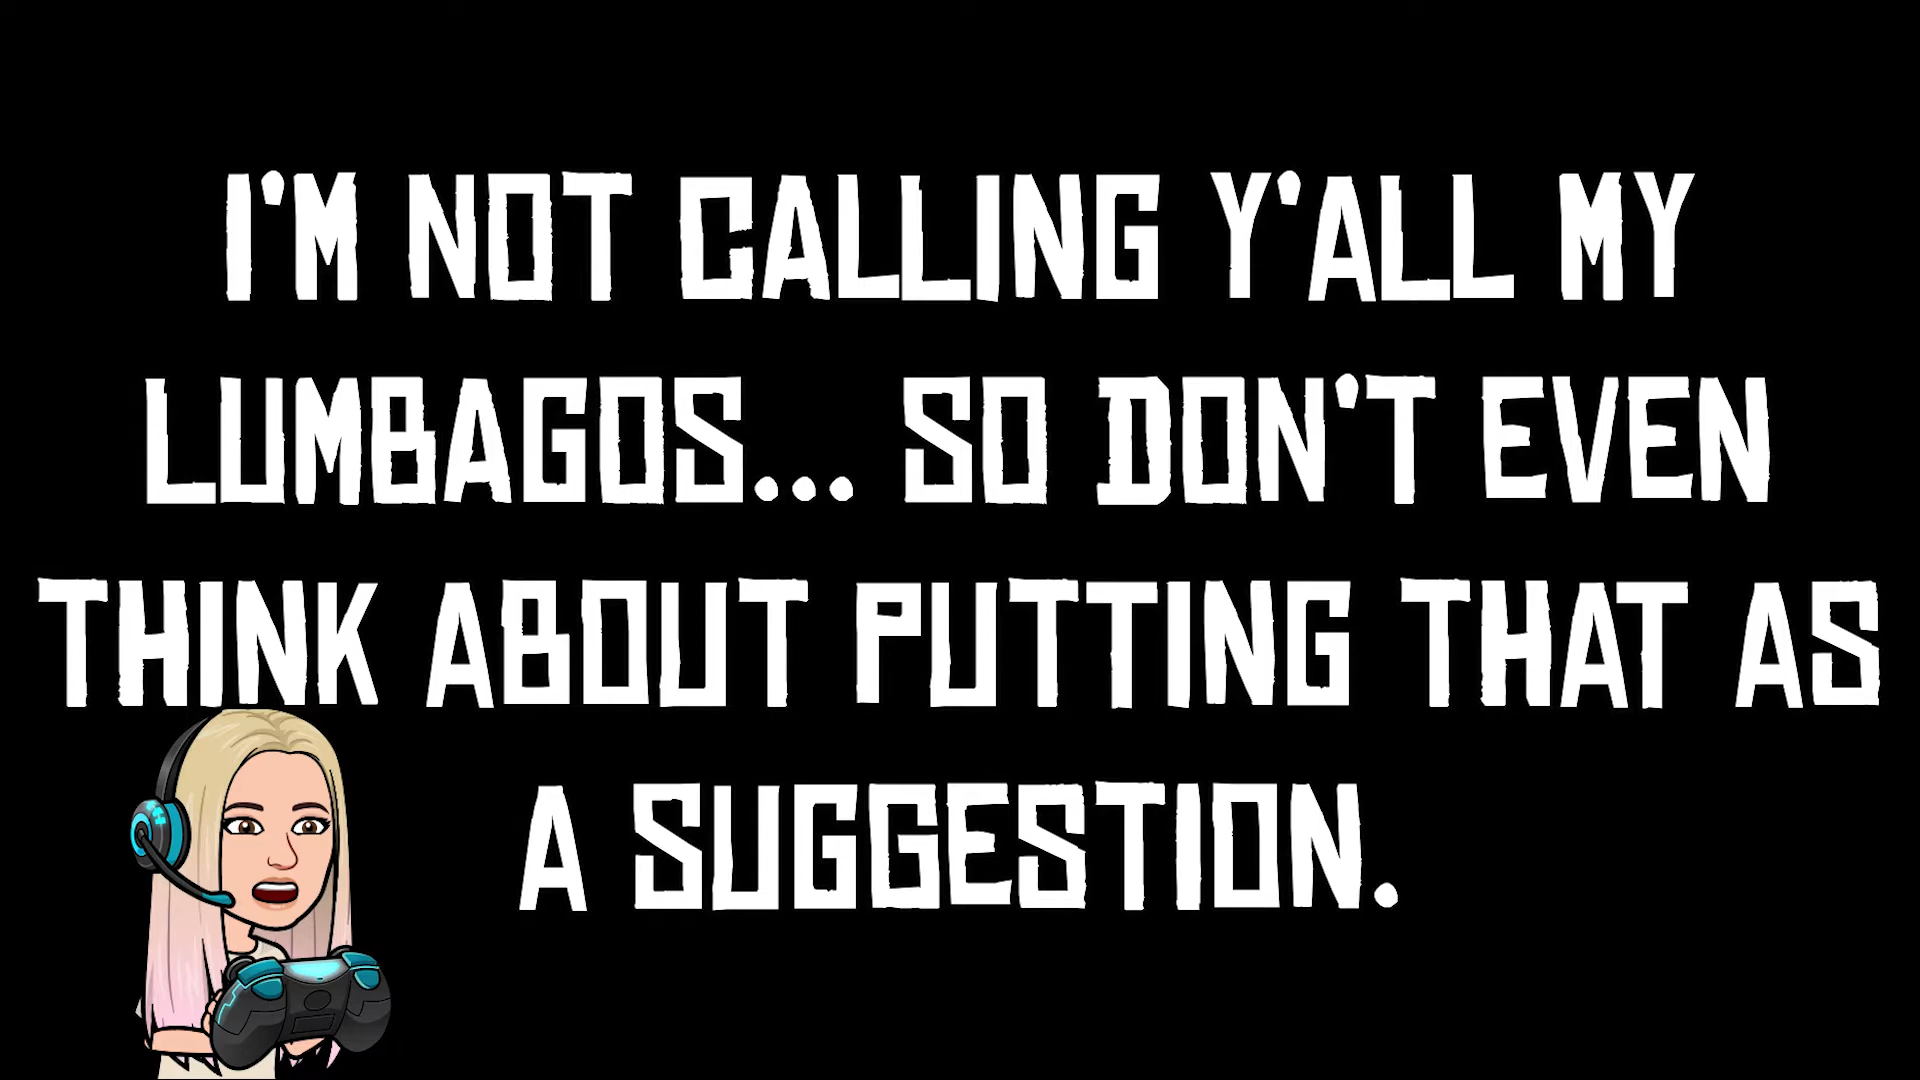 I'M NOT CALLING Y'ALL MY
LUMBAGOS... SO DON'T EVEN
THINK ABOUT PUTTING THAT AS
A SUGGESTION.